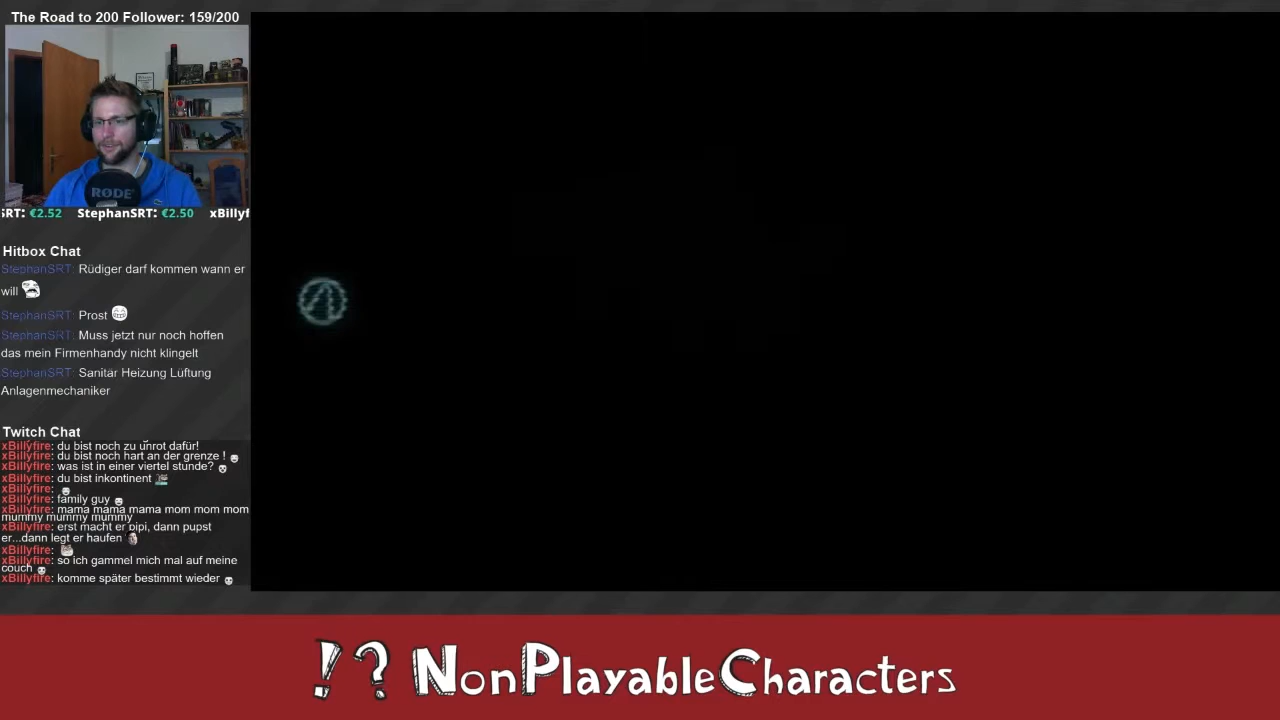 The Road to 200 Follower: 159/200
RØDE
SRT: €2.52 StephanSRT: €2.50 xBillyf
Hitbox Chat
StephanSRT: Rüdiger darf kommen wann er
will
StephanSRT: Prost
StephanSRT: Muss jetzt nur noch hoffen
das mein Firmenhandy nicht klingelt
StephanSRT: Sanitär Heizung Lüftung
Anlagenmechaniker
Twitch Chat
xBillyfire: du bist noch zu unrot dafür!
xBillyfire: du bist noch hart an der grenze !
xBillyfire: was ist in einer viertel stunde?
xBillyfire: du bist inkontinent
xBillyfire:
xBillyfire: family guy
xBillyfire: mama mama mama mom mom mom
mummy mummy mummy
xBillyfire: erst macht er pipi, dann pupst
er...dann legt er haufen
xBillyfire:
xBillyfire: so ich gammel mich mal auf meine
couch
xBillyfire: komme später bestimmt wieder
!? NonPlayableCharacters